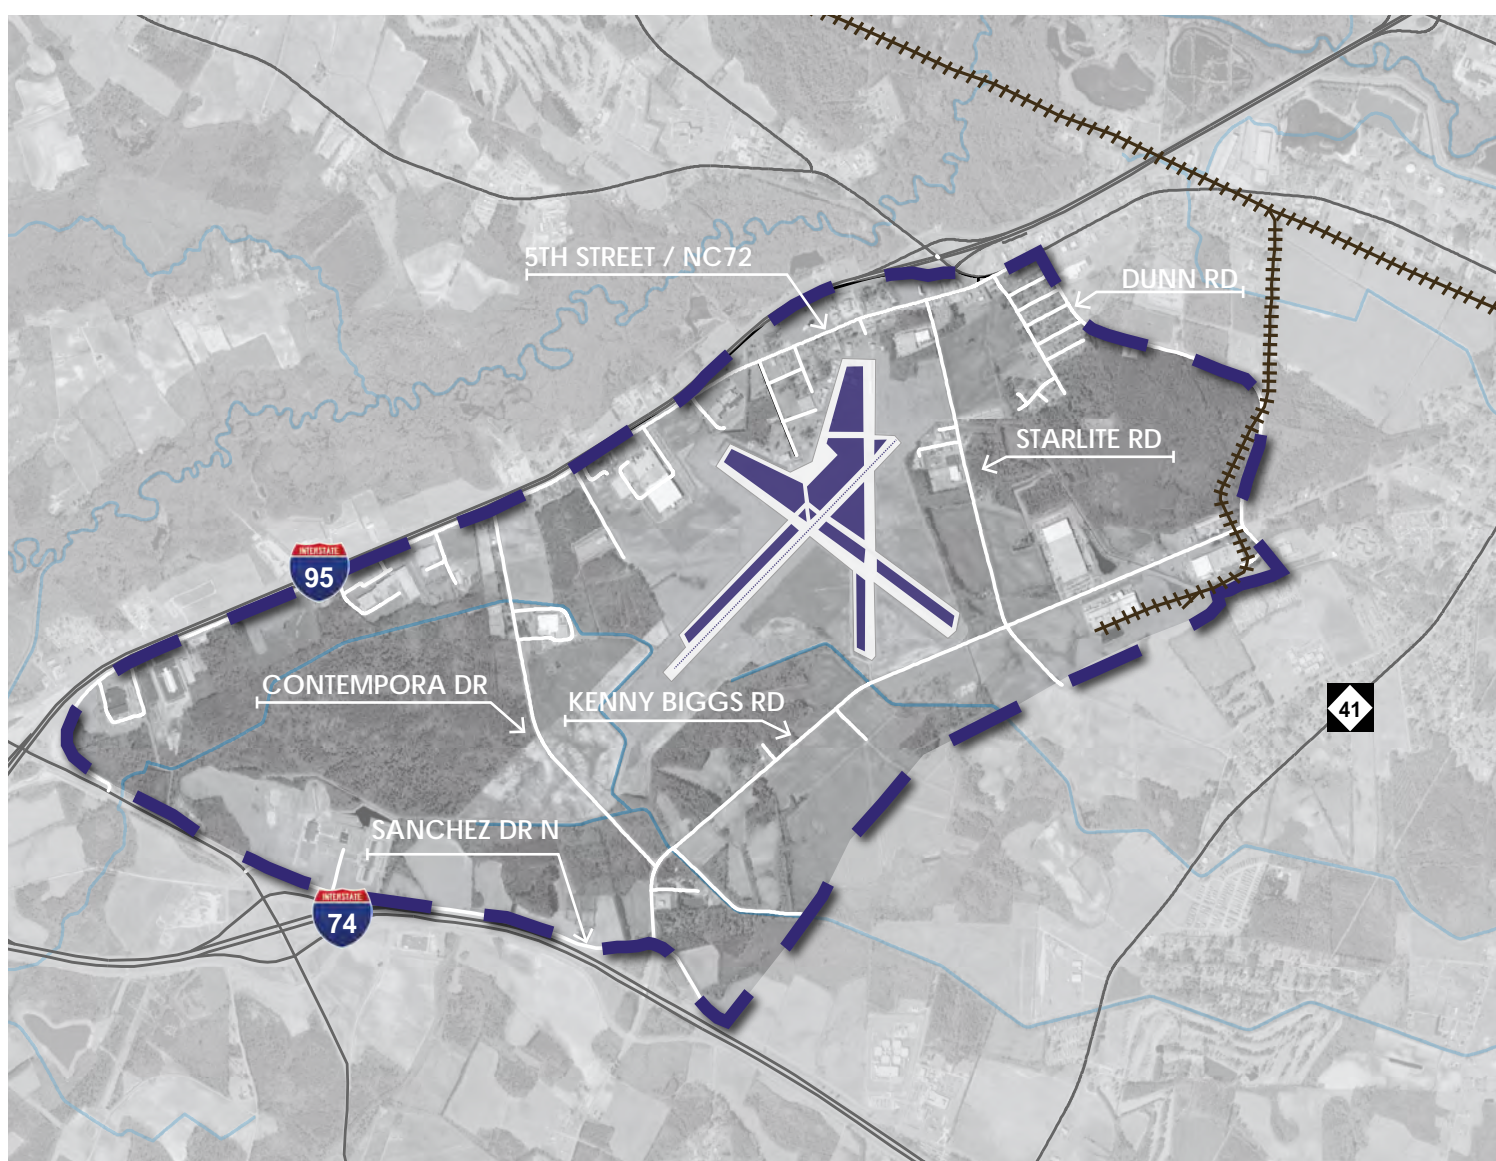 5TH STREET / NC72
DUNN RD
STARLITE RD
INTERSTATE
95
CONTEMPORA DR
KENNY BIGGS RD
41
SANCHEZ DR N
INTERSTATE
74